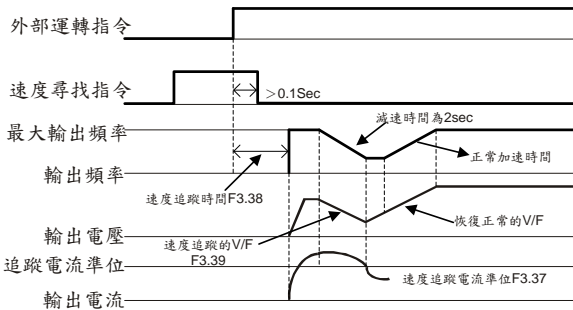 外部運轉指令
速度尋找指令
>0.1Sec
最大輸出頻率
減速時間為2sec
正常加速時間
輸出頻率
速度追蹤時間F3.38
輸出電壓
速度追蹤的V/F
F3.39
恢復正常的V/F
追蹤電流準位
速度追蹤電流準位F3.37
輸出電流